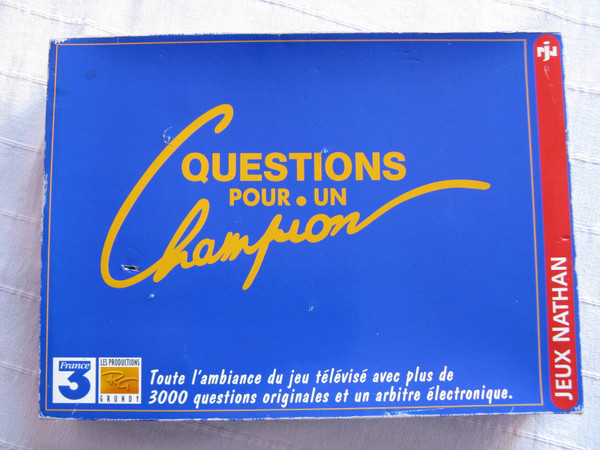 QUESTIONS
POUR UN
Champion
France
3
LES PRODUCTIONS
RG
GRUNDY
Toute l'ambiance du jeu télévisé avec plus de
3000 questions originales et un arbitre électronique.
JEUX NATHAN